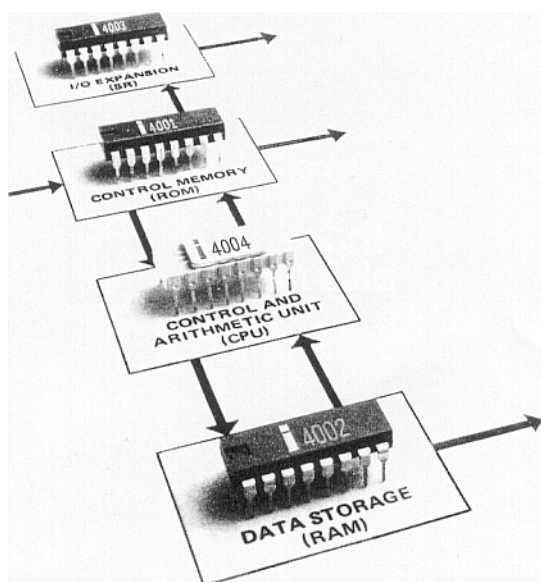 i 4003
I/O EXPANSION
(SR)
i 4001
CONTROL MEMORY
(ROM)
i 4004
CONTROL AND
ARITHMETIC UNIT
(CPU)
i 4002
DATA STORAGE
(RAM)